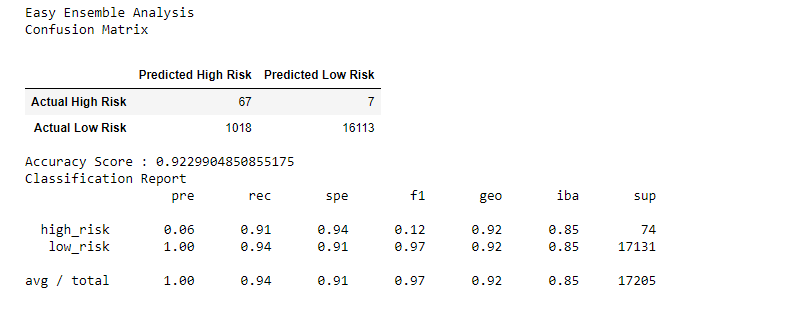 Easy Ensemble Analysis
Confusion Matrix
Predicted High Risk Predicted Low Risk
Actual High Risk 67 7
Actual Low Risk 1018 16113
Accuracy Score : 0.9229904850855175
Classification Report
pre rec spe f1 geo iba sup
high_risk 0.06 0.91 0.94 0.12 0.92 0.85 74
low_risk 1.00 0.94 0.91 0.97 0.92 0.85 17131
avg / total 1.00 0.94 0.91 0.97 0.92 0.85 17205